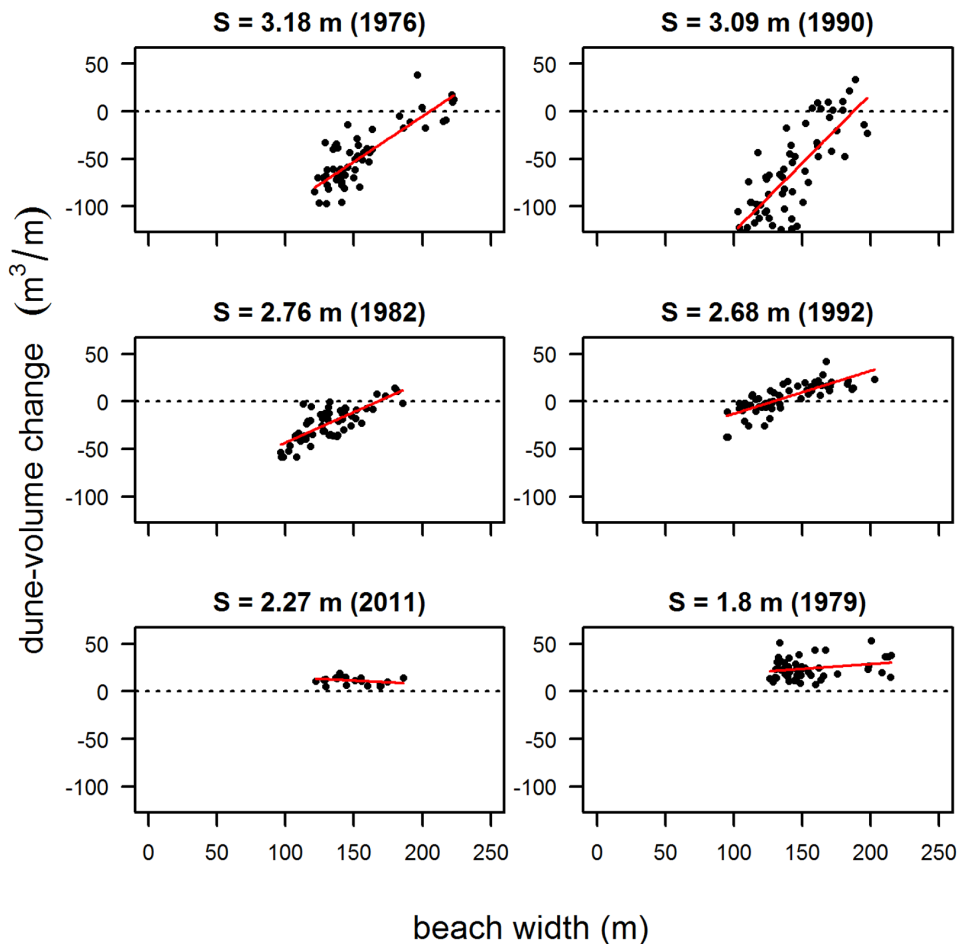 S = 3.18 m (1976)
S = 3.09 m (1990)
50
0
-50
-100
50
0
-50
-100
S = 2.76 m (1982)
S = 2.68 m (1992)
50
0
-50
-100
50
0
-50
-100
S = 2.27 m (2011)
S = 1.8 m (1979)
50
0
-50
-100
50
0
-50
-100
0 50 100 150 200 250
0 50 100 150 200 250
beach width (m)
dune-volume change (m³/m)